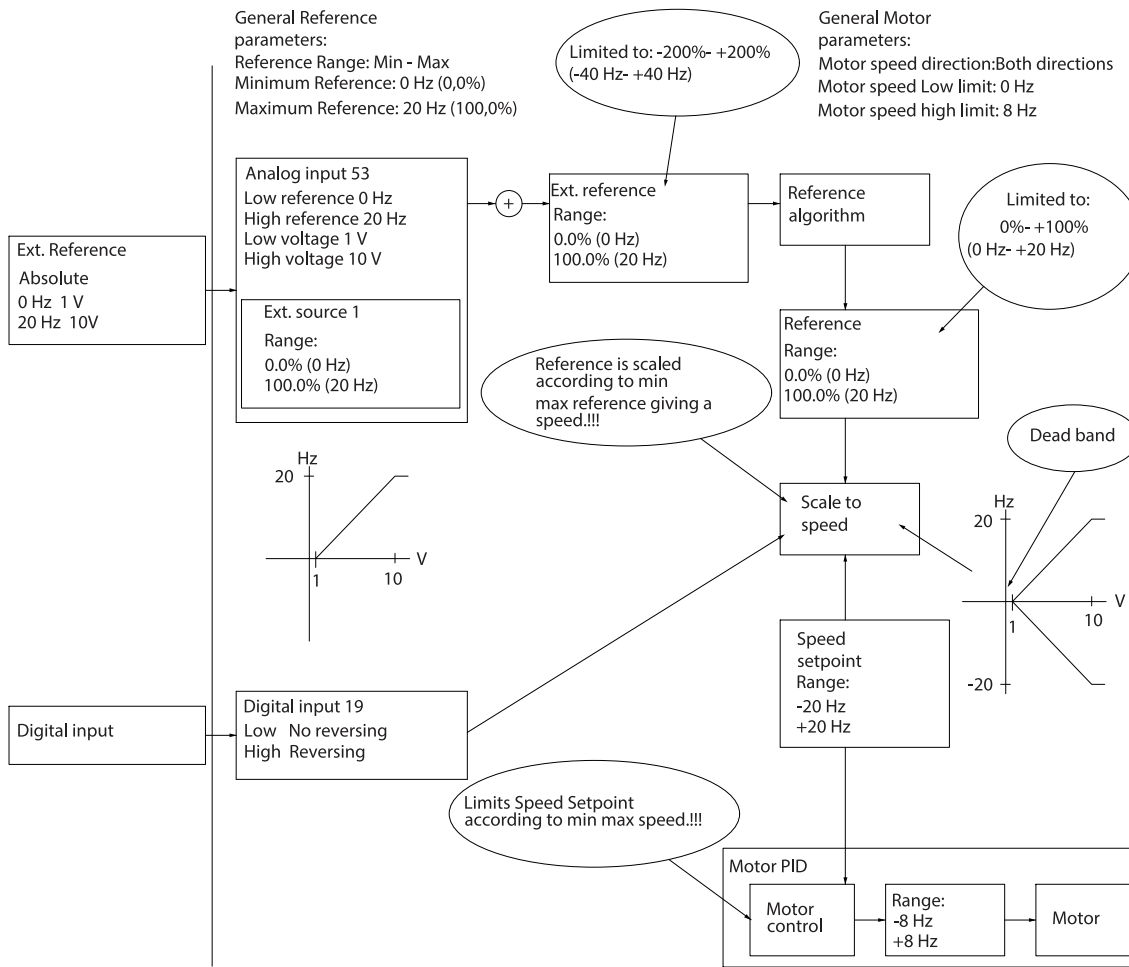 General Reference
parameters:
Reference Range: Min - Max
Minimum Reference: 0 Hz (0,0%)
Maximum Reference: 20 Hz (100,0%)
Limited to: -200%- +200%
(-40 Hz- +40 Hz)
General Motor
parameters:
Motor speed direction:Both directions
Motor speed Low limit: 0 Hz
Motor speed high limit: 8 Hz
Ext. Reference
Absolute
0 Hz 1 V
20 Hz 10V
Analog input 53
Low reference 0 Hz
High reference 20 Hz
Low voltage 1 V
High voltage 10 V
Ext. source 1
Range:
0.0% (0 Hz)
100.0% (20 Hz)
+
Ext. reference
Range:
0.0% (0 Hz)
100.0% (20 Hz)
Reference
algorithm
Limited to:
0%- +100%
(0 Hz- +20 Hz)
Reference
Range:
0.0% (0 Hz)
100.0% (20 Hz)
Reference is scaled
according to min
max reference giving a
speed.!!!
Dead band
Hz
20
V
1
10
Scale to
speed
Hz
20
V
1
10
-20
Speed
setpoint
Range:
-20 Hz
+20 Hz
Digital input
Digital input 19
Low No reversing
High Reversing
Limits Speed Setpoint
according to min max speed.!!!
Motor PID
Motor
control
Range:
-8 Hz
+8 Hz
Motor